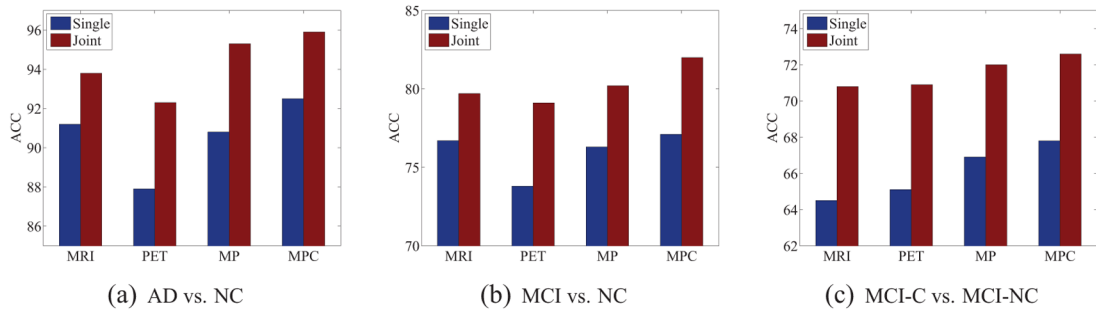 Single
Joint
ACC
96
94
92
90
88
86
MRI PET MP MPC
(a) AD vs. NC
Single
Joint
ACC
85
80
75
70
MRI PET MP MPC
(b) MCI vs. NC
Single
Joint
ACC
74
72
70
68
66
64
62
MRI PET MP MPC
(c) MCI-C vs. MCI-NC